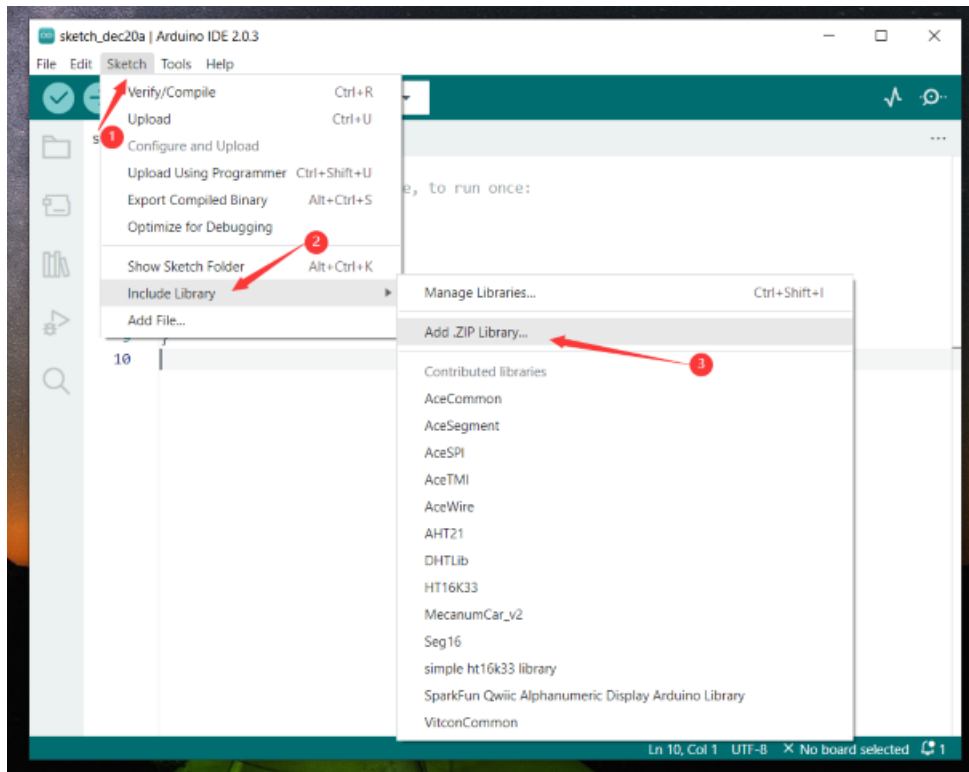 sketch_dec20a | Arduino IDE 2.0.3
File Edit Sketch Tools Help
Verify/Compile Ctrl+R
1
Upload Ctrl+U
s
Configure and Upload
Upload Using Programmer Ctrl+Shift+U
e, to run once:
Export Compiled Binary Alt+Ctrl+S
Optimize for Debugging
2
Show Sketch Folder Alt+Ctrl+K
Include Library
Manage Libraries... Ctrl+Shift+I
Add File...
Add .ZIP Library...
3
10
Contributed libraries
AceCommon
AceSegment
AceSPI
AceTMI
AceWire
AHT21
DHTLib
HT16K33
MecanumCar_v2
Seg16
simple ht16k33 library
SparkFun Qwiic Alphanumeric Display Arduino Library
VitconCommon
Ln 10, Col 1 UTF-8 × No board selected 1